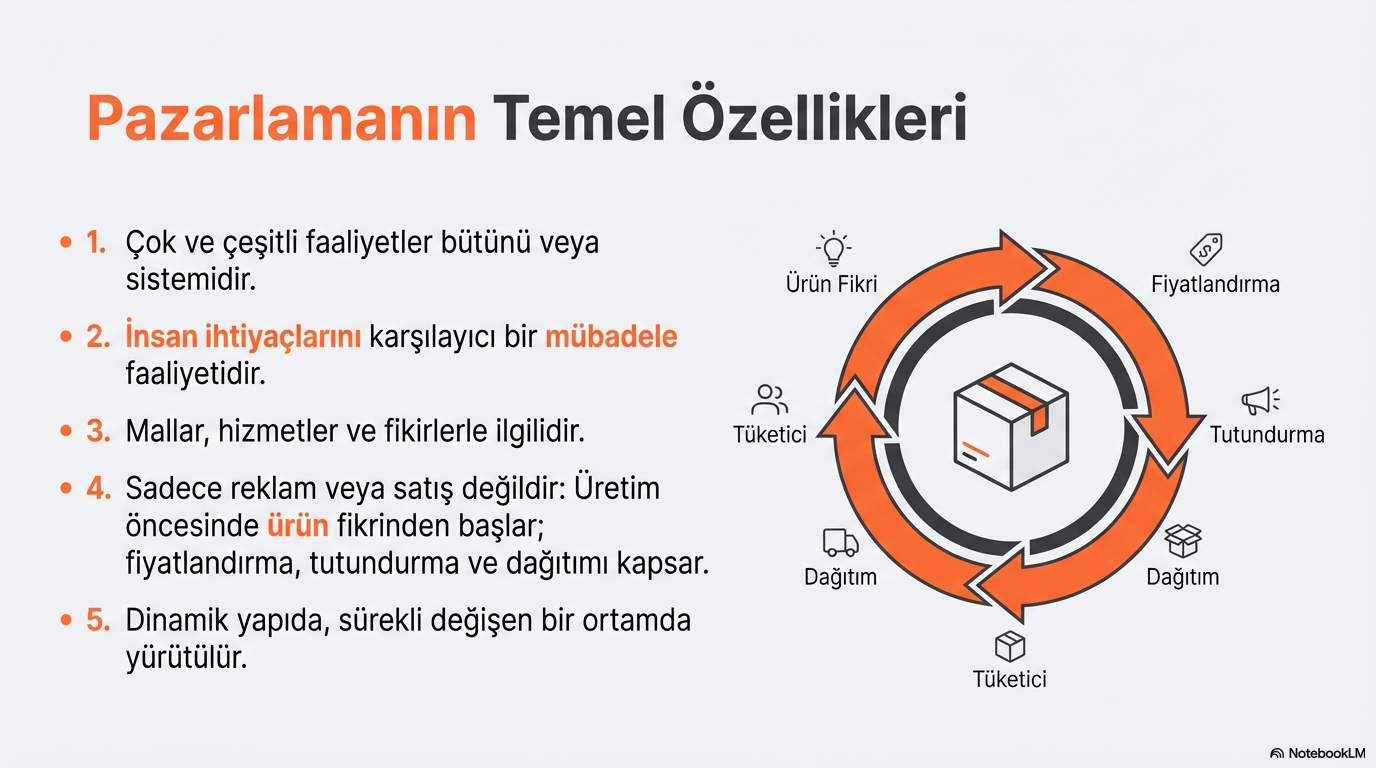 Pazarlamanın Temel Özellikleri
• 1. Çok ve çeşitli faaliyetler bütünü veya
sistemidir.
• 2. İnsan ihtiyaçlarını karşılayıcı bir mübadele
faaliyetidir.
• 3. Mallar, hizmetler ve fikirlerle ilgilidir.
• 4. Sadece reklam veya satış değildir: Üretim
öncesinde ürün fikrinden başlar;
fiyatlandırma, tutundurma ve dağıtımı kapsar.
• 5. Dinamik yapıda, sürekli değişen bir ortamda
yürütülür.
Ürün Fikri
Fiyatlandırma
Tüketici
Tutundurma
Dağıtım
Dağıtım
Tüketici
NotebookLM